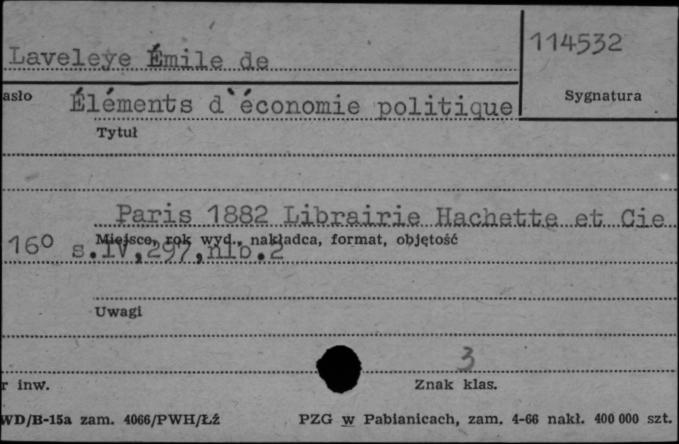 Laveleye Émile de
114532
asło
Sygnatura
Éléments d`économie politique
Tytuł
Paris 1882 Librairie Hachette et Cie
Miejsce, rok wyd., nakładca, format, objętość
16° s.IV,297,nlb.2
Uwagi
3
r inw.
Znak klas.
WD/B-15a zam. 4066/PWH/Łź
PZG w Pabianicach, zam. 4-66 nakł. 400 000 szt.